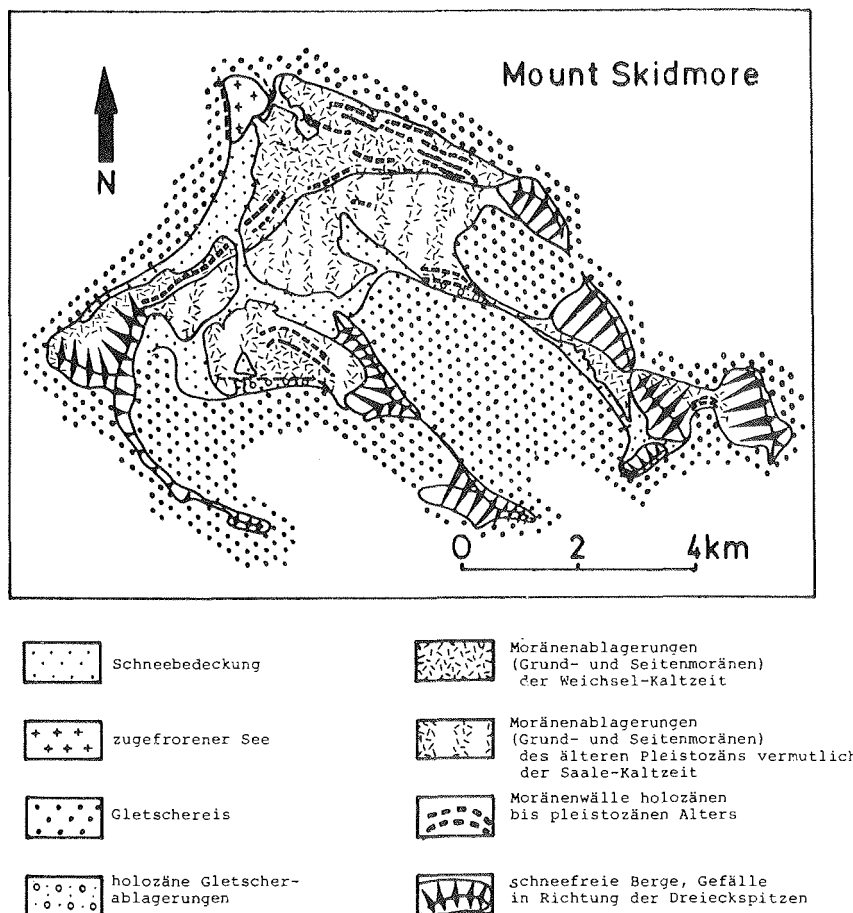 Mount Skidmore
N
0 2 4km
Schneebedeckung
zugefrorener See
Gletschereis
holozäne Gletscher-
ablagerungen
Moränenablagerungen
(Grund- und Seitenmoränen)
der Weichsel-Kaltzeit
Moränenablagerungen
(Grund- und Seitenmoränen)
des älteren Pleistozäns vermutlich
der Saale-Kaltzeit
Moränenwälle holozänen
bis pleistozänen Alters
schneefreie Berge, Gefälle
in Richtung der Dreieckspitzen